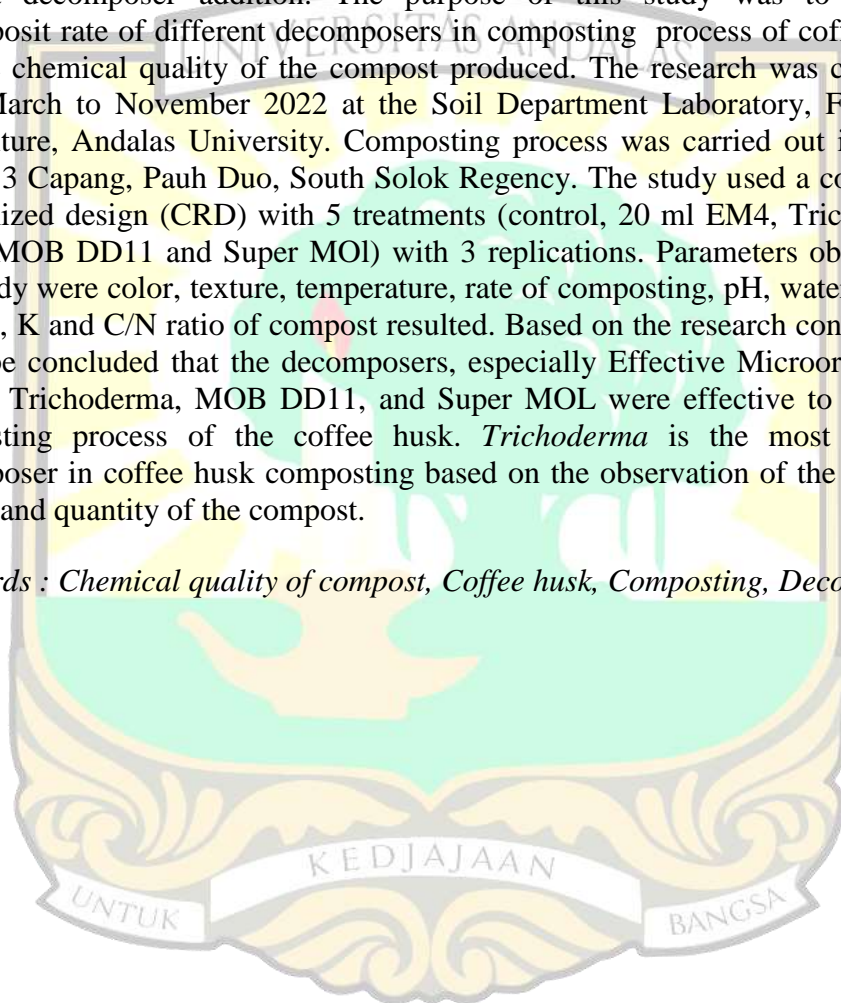 decomposer addition. The purpose of this study was to
posit rate of different decomposers in composting process of coff
chemical quality of the compost produced. The research was c
March to November 2022 at the Soil Department Laboratory, F
ture, Andalas University. Composting process was carried out i
3 Capang, Pauh Duo, South Solok Regency. The study used a co
ized design (CRD) with 5 treatments (control, 20 ml EM4, Tric
MOB DD11 and Super MOl) with 3 replications. Parameters ob
dy were color, texture, temperature, rate of composting, pH, water
, K and C/N ratio of compost resulted. Based on the research con
be concluded that the decomposers, especially Effective Microor
Trichoderma, MOB DD11, and Super MOL were effective to
sting process of the coffee husk. Trichoderma is the most
poser in coffee husk composting based on the observation of the
and quantity of the compost.
rds : Chemical quality of compost, Coffee husk, Composting, Deco
UNIVERSITAS ANDALAS
KEDJAJAAN
UNTUK
BANGSA